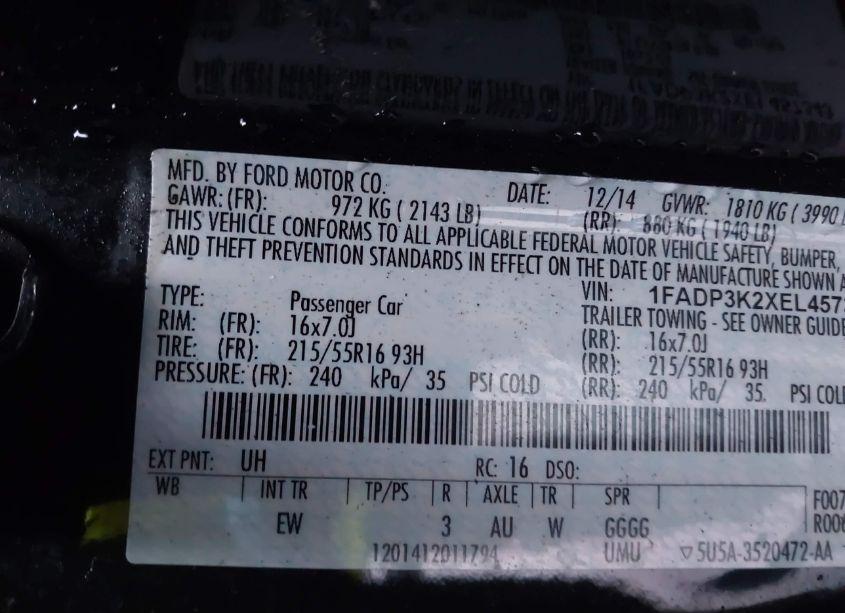 MFD. BY FORD MOTOR CO. DATE: 12/14 GVWR: 1810 KG ( 3990 L
GAWR: (FR): 972 KG ( 2143 LB) (RR): 880 KG ( 1940 LB)
THIS VEHICLE CONFORMS TO ALL APPLICABLE FEDERAL MOTOR VEHICLE SAFETY, BUMPER,
AND THEFT PREVENTION STANDARDS IN EFFECT ON THE DATE OF MANUFACTURE SHOWN A
VIN: 1FADP3K2XEL457
TYPE: Passenger Car TRAILER TOWING - SEE OWNER GUIDE
RIM: (FR): 16x7.0J (RR): 16x7.0J
TIRE: (FR): 215/55R16 93H (RR): 215/55R16 93H
PRESSURE: (FR): 240 kPa/ 35 PSI COLD (RR): 240 kPa/ 35. PSI COLD
EXT PNT: UH RC: 16 DSO:
WB INT TR TP/PS R AXLE TR SPR F007
EW 3 AU W GGGG R006
1201412011794 UMU ▽5U5A-3520472-AA